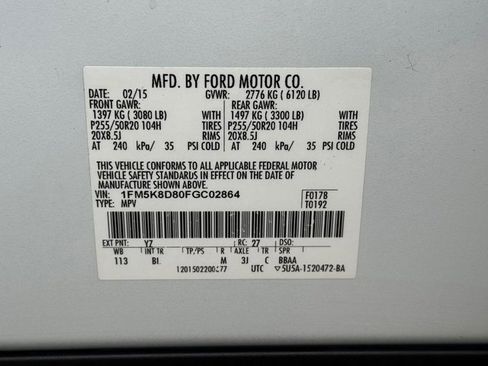 MFD. BY FORD MOTOR CO.
DATE: 02/15 GVWR: 2776 KG ( 6120 LB)
FRONT GAWR: REAR GAWR:
1397 KG ( 3080 LB) WITH 1497 KG ( 3300 LB) WITH
P255/50R20 104H TIRES P255/50R20 104H TIRES
20X8.5J RIMS 20X8.5J RIMS
AT 240 kPa/ 35 PSI COLD AT 240 kPa/ 35 PSI COLD
THIS VEHICLE CONFORMS TO ALL APPLICABLE FEDERAL MOTOR
VEHICLE SAFETY STANDARDS IN EFFECT ON THE DATE OF
MANUFACTURE SHOWN ABOVE.
VIN: 1FM5K8D80FGC02864 F0178
TYPE: MPV T0192
EXT PNT: Y7 RC: 27 DSO:
WB INT TR TP/PS R AXLE TR SPR
113 M 3J C BBAA
UTC ▽5U5A-1520472-BA